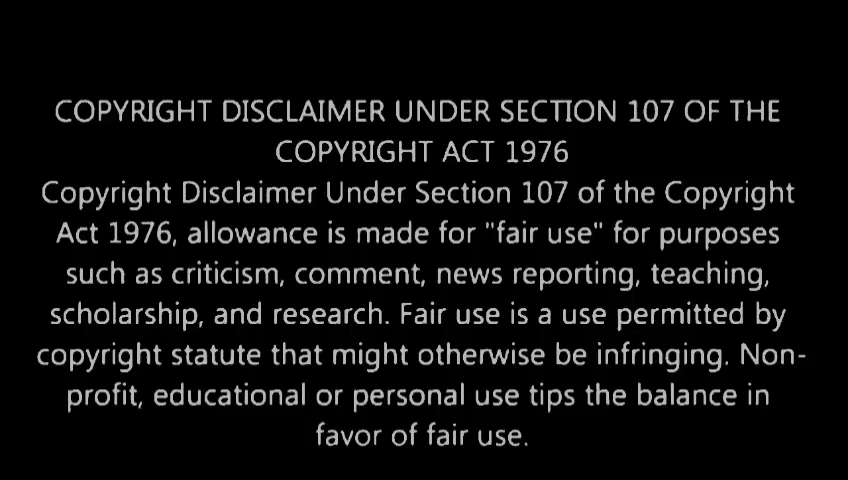 COPYRIGHT DISCLAIMER UNDER SECTION 107 OF THE
COPYRIGHT ACT 1976
Copyright Disclaimer Under Section 107 of the Copyright
Act 1976, allowance is made for "fair use" for purposes
such as criticism, comment, news reporting, teaching,
scholarship, and research. Fair use is a use permitted by
copyright statute that might otherwise be infringing. Non-
profit, educational or personal use tips the balance in
favor of fair use.